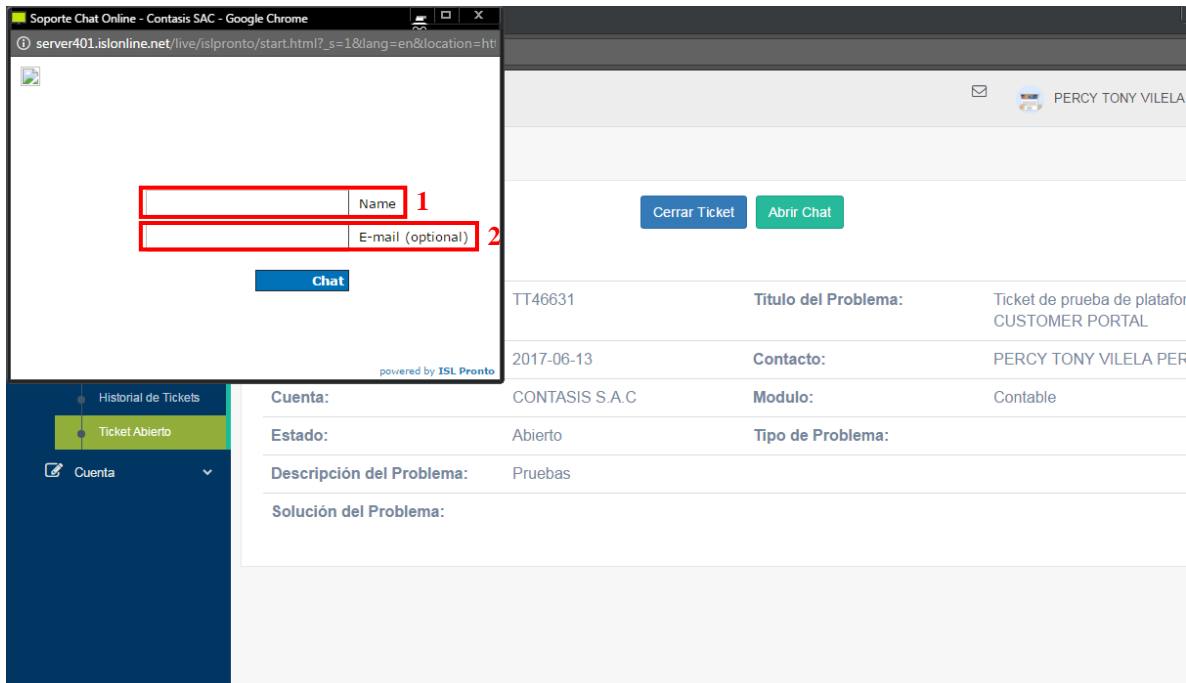 Soporte Chat Online - Contasis SAC - Google Chrome
server401.islonline.net/live/islpronto/start.html?_s=1&lang=en&location=htt
PERCY TONY VILELA
Name 1
E-mail (optional) 2
Chat
powered by ISL Pronto
Cerrar Ticket Abrir Chat
TT46631 Titulo del Problema: Ticket de prueba de platafor
CUSTOMER PORTAL
2017-06-13 Contacto: PERCY TONY VILELA PER
Historial de Tickets
Cuenta: CONTASIS S.A.C Modulo: Contable
Ticket Abierto
Estado: Abierto Tipo de Problema:
Cuenta
Descripción del Problema: Pruebas
Solución del Problema: